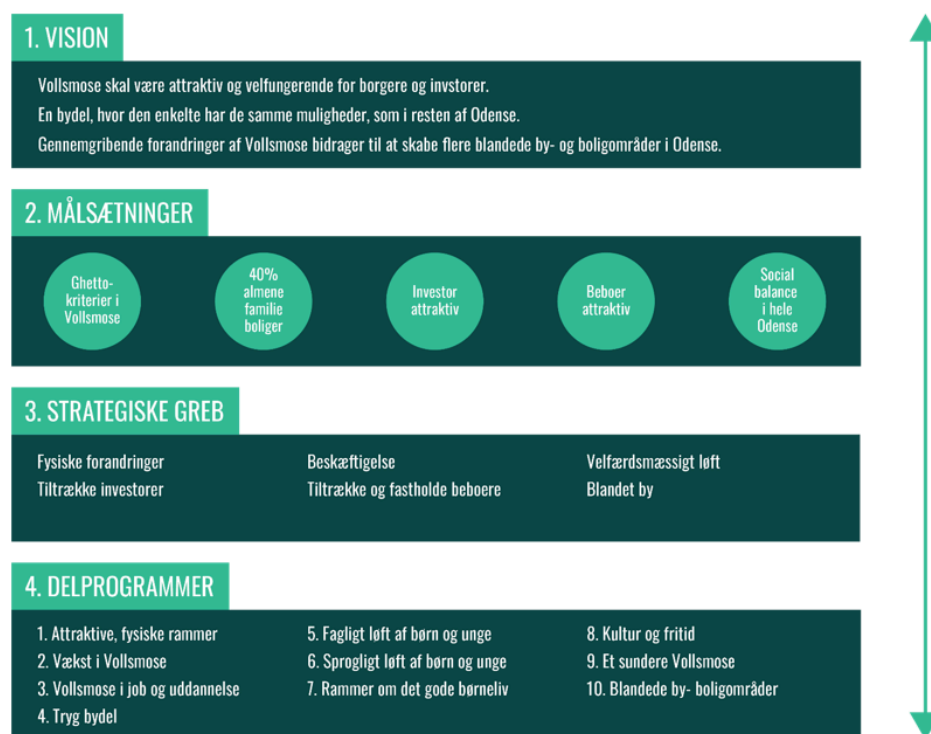 1. VISION
Vollsmose skal være attraktiv og velfungerende for borgere og invstorer.
En bydel, hvor den enkelte har de samme muligheder, som i resten af Odense.
Gennemgribende forandringer af Vollsmose bidrager til at skabe flere blandede by- og boligområder i Odense.
2. MÅLSÆTNINGER
Ghetto-
kriterier i
Vollsmose
40%
almene
familie
boliger
Investor
attraktiv
Beboer
attraktiv
Social
balance
i hele
Odense
3. STRATEGISKE GREB
Fysiske forandringer
Tiltrække investorer
Beskæftigelse
Tiltrække og fastholde beboere
Velfærdsmæssigt løft
Blandet by
4. DELPROGRAMMER
1. Attraktive, fysiske rammer
2. Vækst i Vollsmose
3. Vollsmose i job og uddannelse
4. Tryg bydel
5. Fagligt løft af børn og unge
6. Sprogligt løft af børn og unge
7. Rammer om det gode børneliv
8. Kultur og fritid
9. Et sundere Vollsmose
10. Blandede by- boligområder